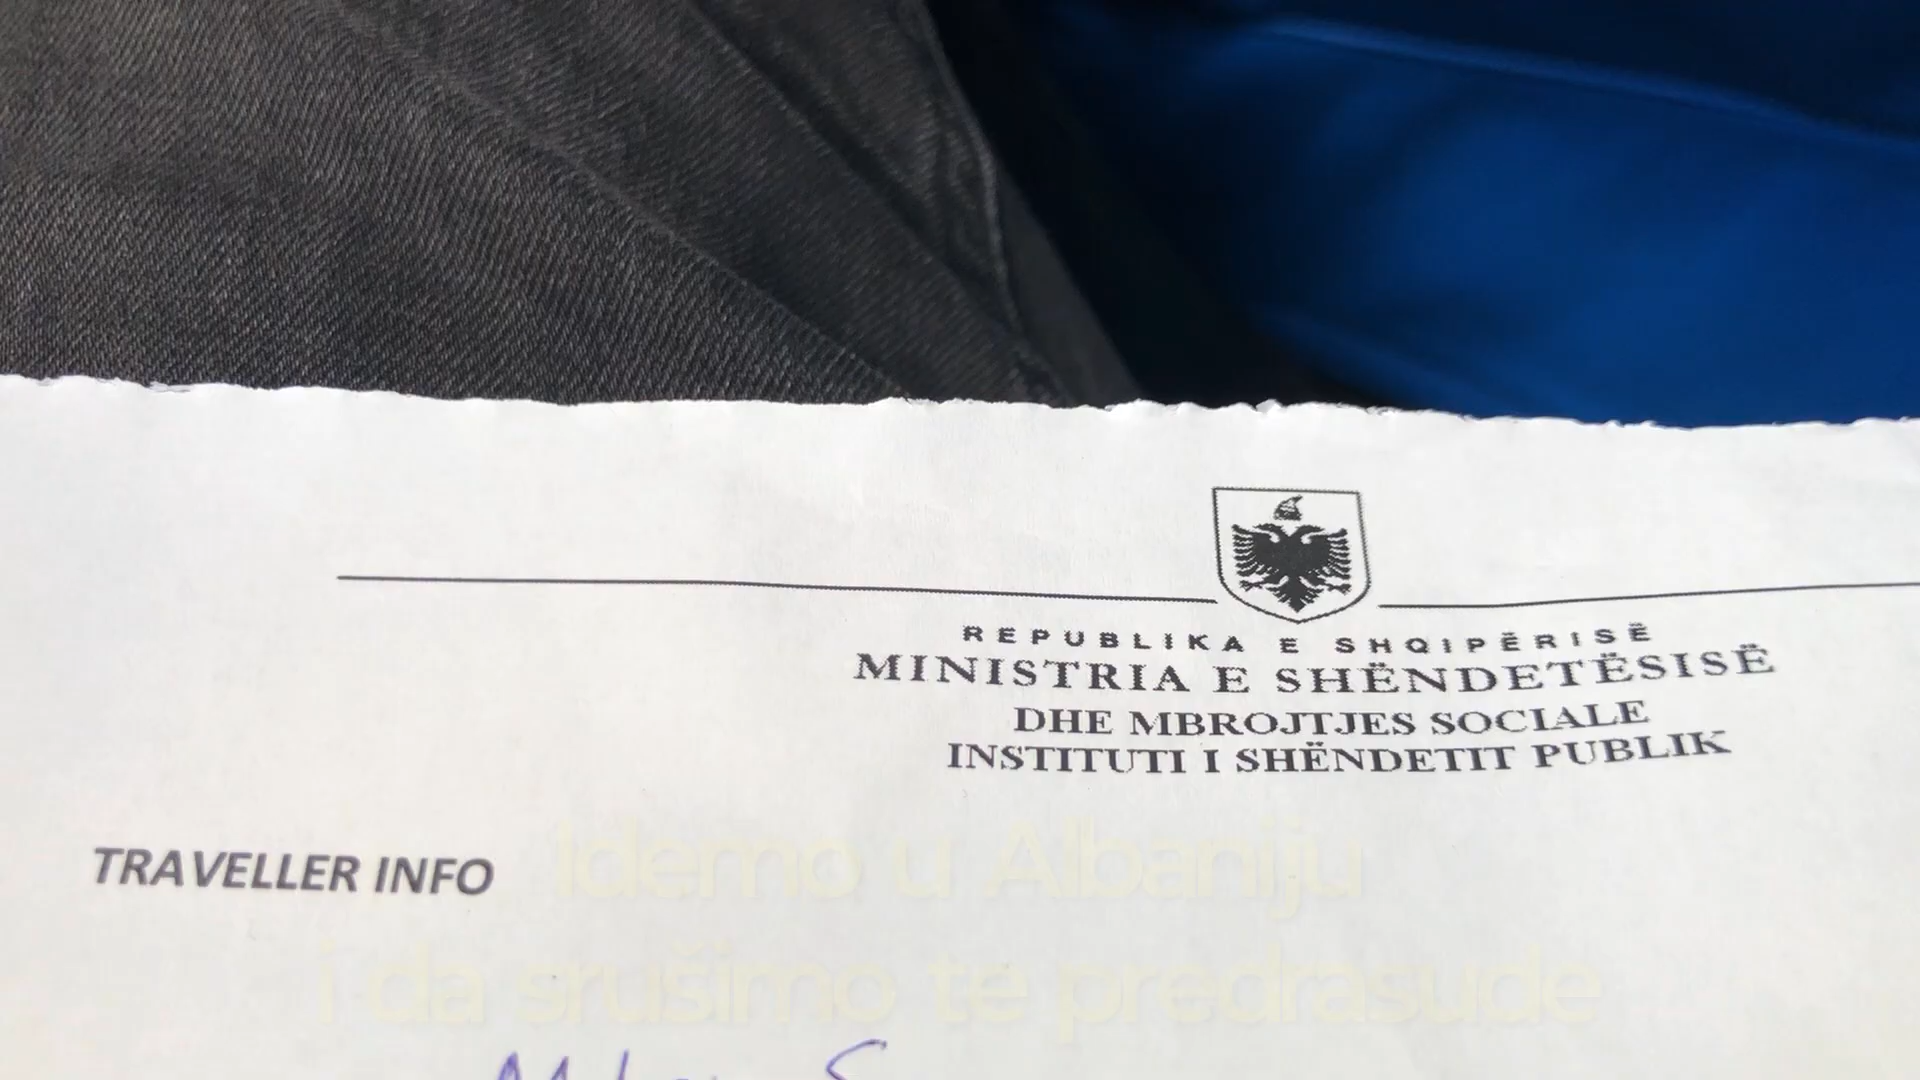 REPUBLIKA E SHQIPËRISË
MINISTRIA E SHËNDETËSISË
DHE MBROJTJES SOCIALE
INSTITUTI I SHËNDETIT PUBLIK
TRAVELLER INFO
Idemo u Albaniju
i da srušimo te predrasude